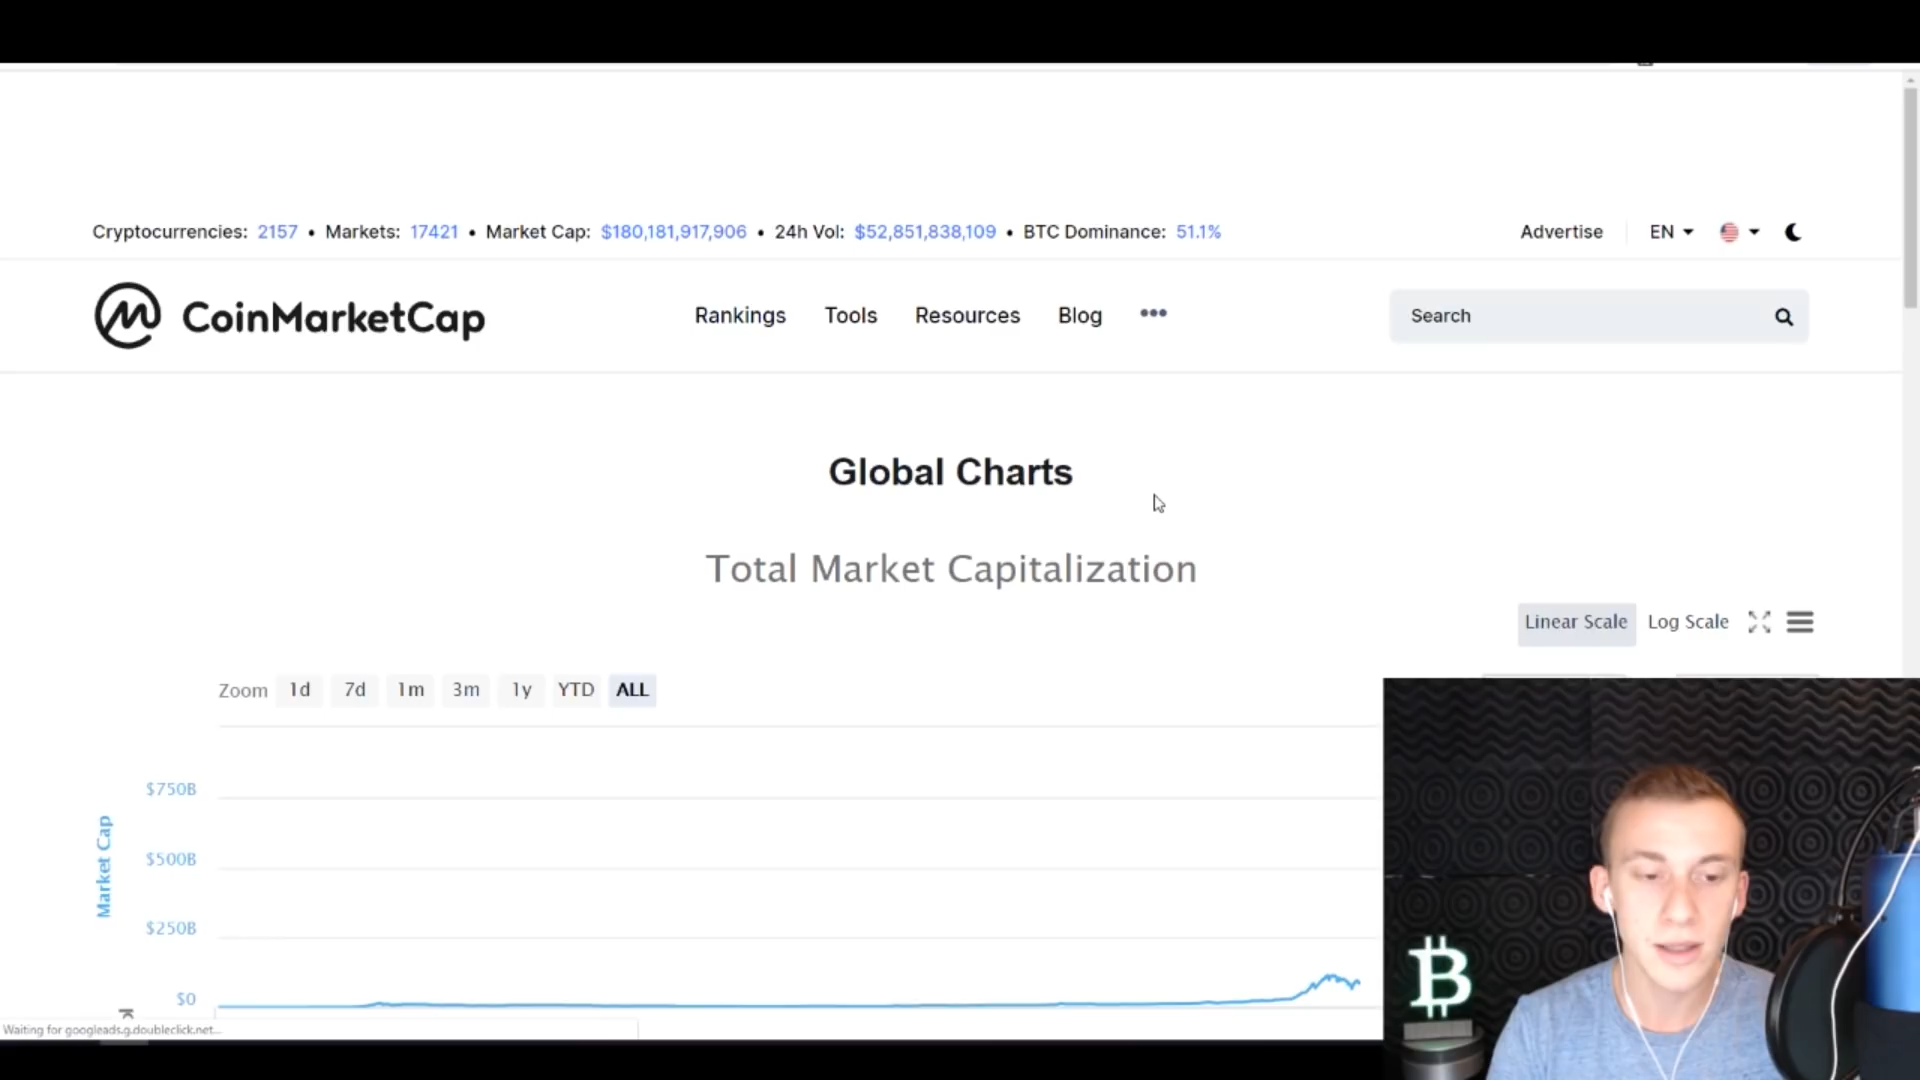 Cryptocurrencies: 2157 • Markets: 17421 • Market Cap: $180,181,917,906 • 24h Vol: $52,851,838,109 • BTC Dominance: 51.1%
Advertise EN
CoinMarketCap
Rankings Tools Resources Blog •••
Search
Global Charts
Total Market Capitalization
Linear Scale Log Scale
Zoom 1d 7d 1m 3m 1y YTD ALL
Market Cap
$750B
$500B
$250B
$0
Waiting for googleads.g.doubleclick.net...